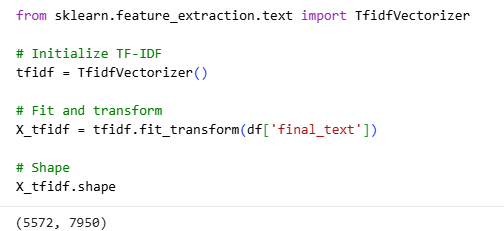 from sklearn.feature_extraction.text import TfidfVectorizer
# Initialize TF-IDF
tfidf = TfidfVectorizer()
# Fit and transform
X_tfidf = tfidf.fit_transform(df['final_text'])
# Shape
X_tfidf.shape
(5572, 7950)